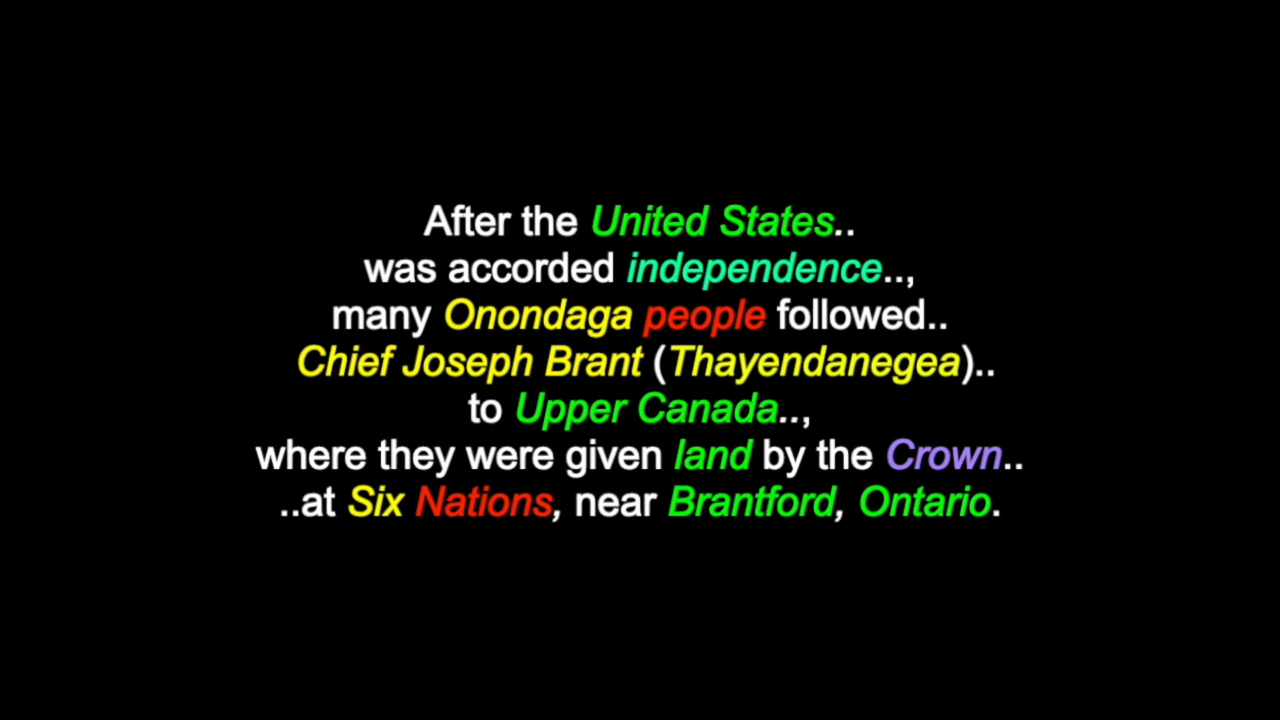 After the United States..
was accorded independence..,
many Onondaga people followed..
Chief Joseph Brant (Thayendanegea)..
to Upper Canada..,
where they were given land by the Crown..
..at Six Nations, near Brantford, Ontario.